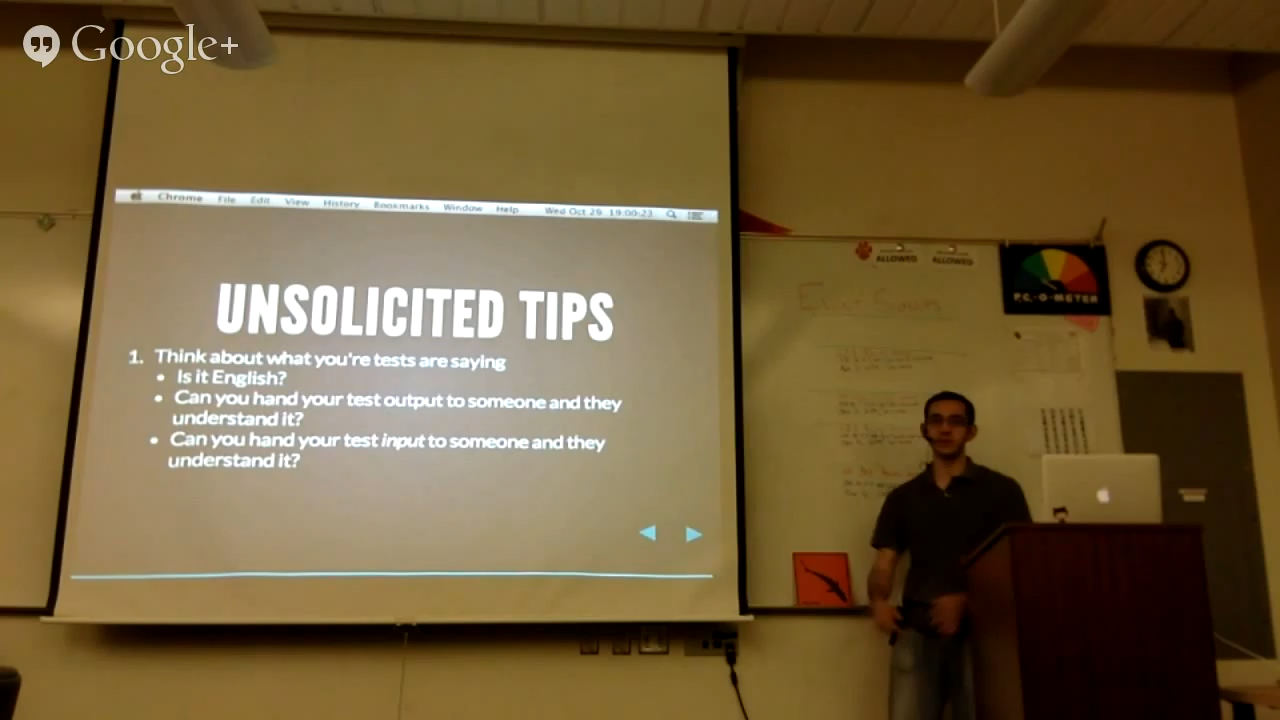 Google+
Chrome File Edit View History Bookmarks Window Help Wed Oct 29 19:00:23
UNSOLICITED TIPS
1. Think about what you're tests are saying
• Is it English?
• Can you hand your test output to someone and they
understand it?
• Can you hand your test input to someone and they
understand it?
ALLOWED
ALLOWED
P.C.-O-METER